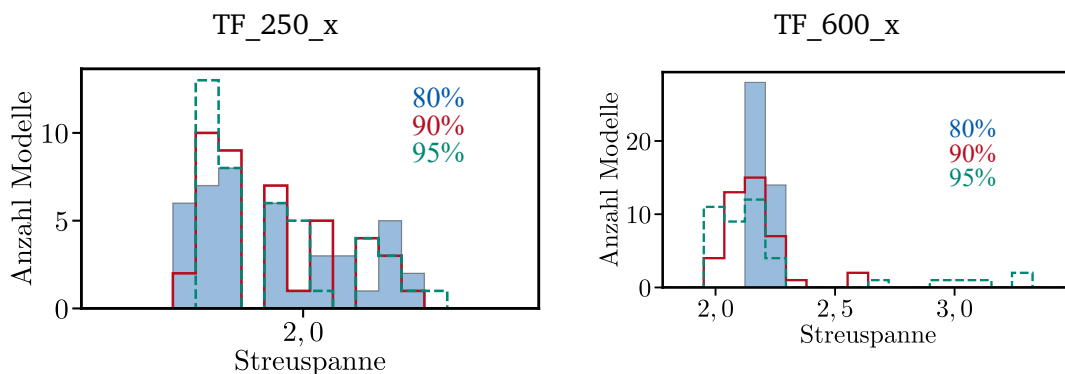 TF_250_x
Anzahl Modelle
10
5
0
80%
90%
95%
2, 0
Streuspanne
TF_600_x
Anzahl Modelle
20
10
0
80%
90%
95%
2, 0
2, 5
3, 0
Streuspanne